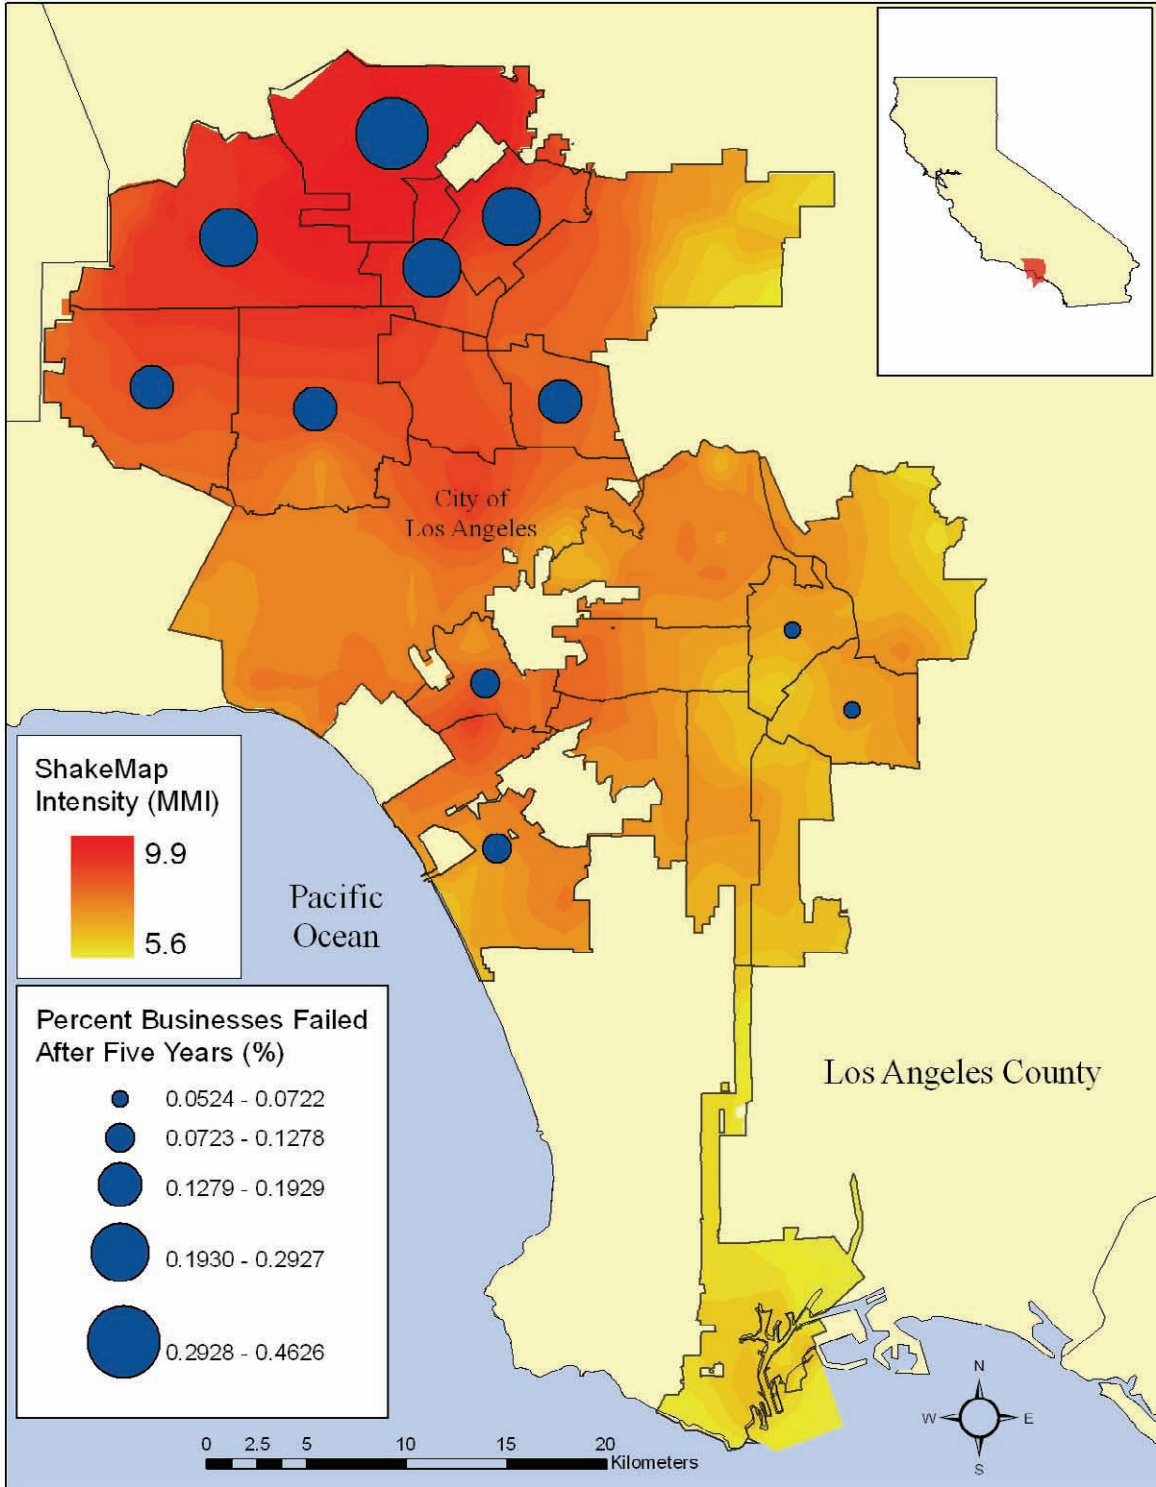 City of
Los Angeles
ShakeMap
Intensity (MMI)
9.9
5.6
Pacific
Ocean
Percent Businesses Failed
After Five Years (%)
0.0524 - 0.0722
0.0723 - 0.1278
0.1279 - 0.1929
0.1930 - 0.2927
0.2928 - 0.4626
Los Angeles County
N
W E
S
0 2.5 5 10 15 20
Kilometers